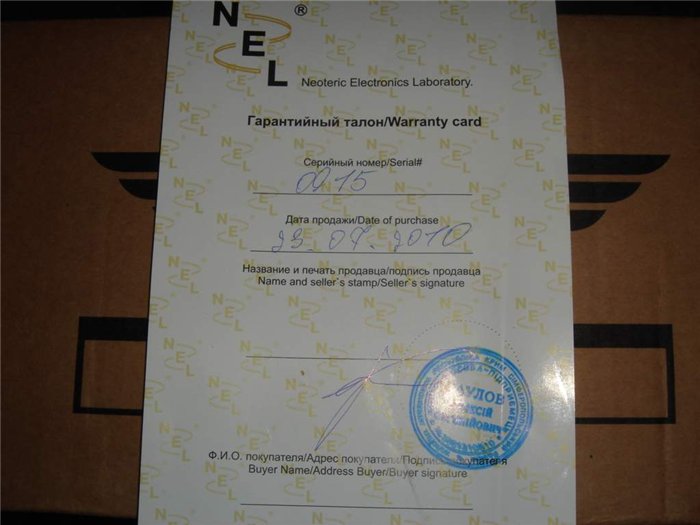 NEL ®
Neoteric Electronics Laboratory.
Гарантийный талон/Warranty card
Серийный номер/Serial#
0915
Дата продажи/Date of purchase
23.07.2010
Название и печать продавца/подпись продавца
Name and seller`s stamp/Seller`s signature
Ф.И.О. покупателя/Адрес покупателя/Подпись покупателя
Buyer Name/Address Buyer/Buyer signature